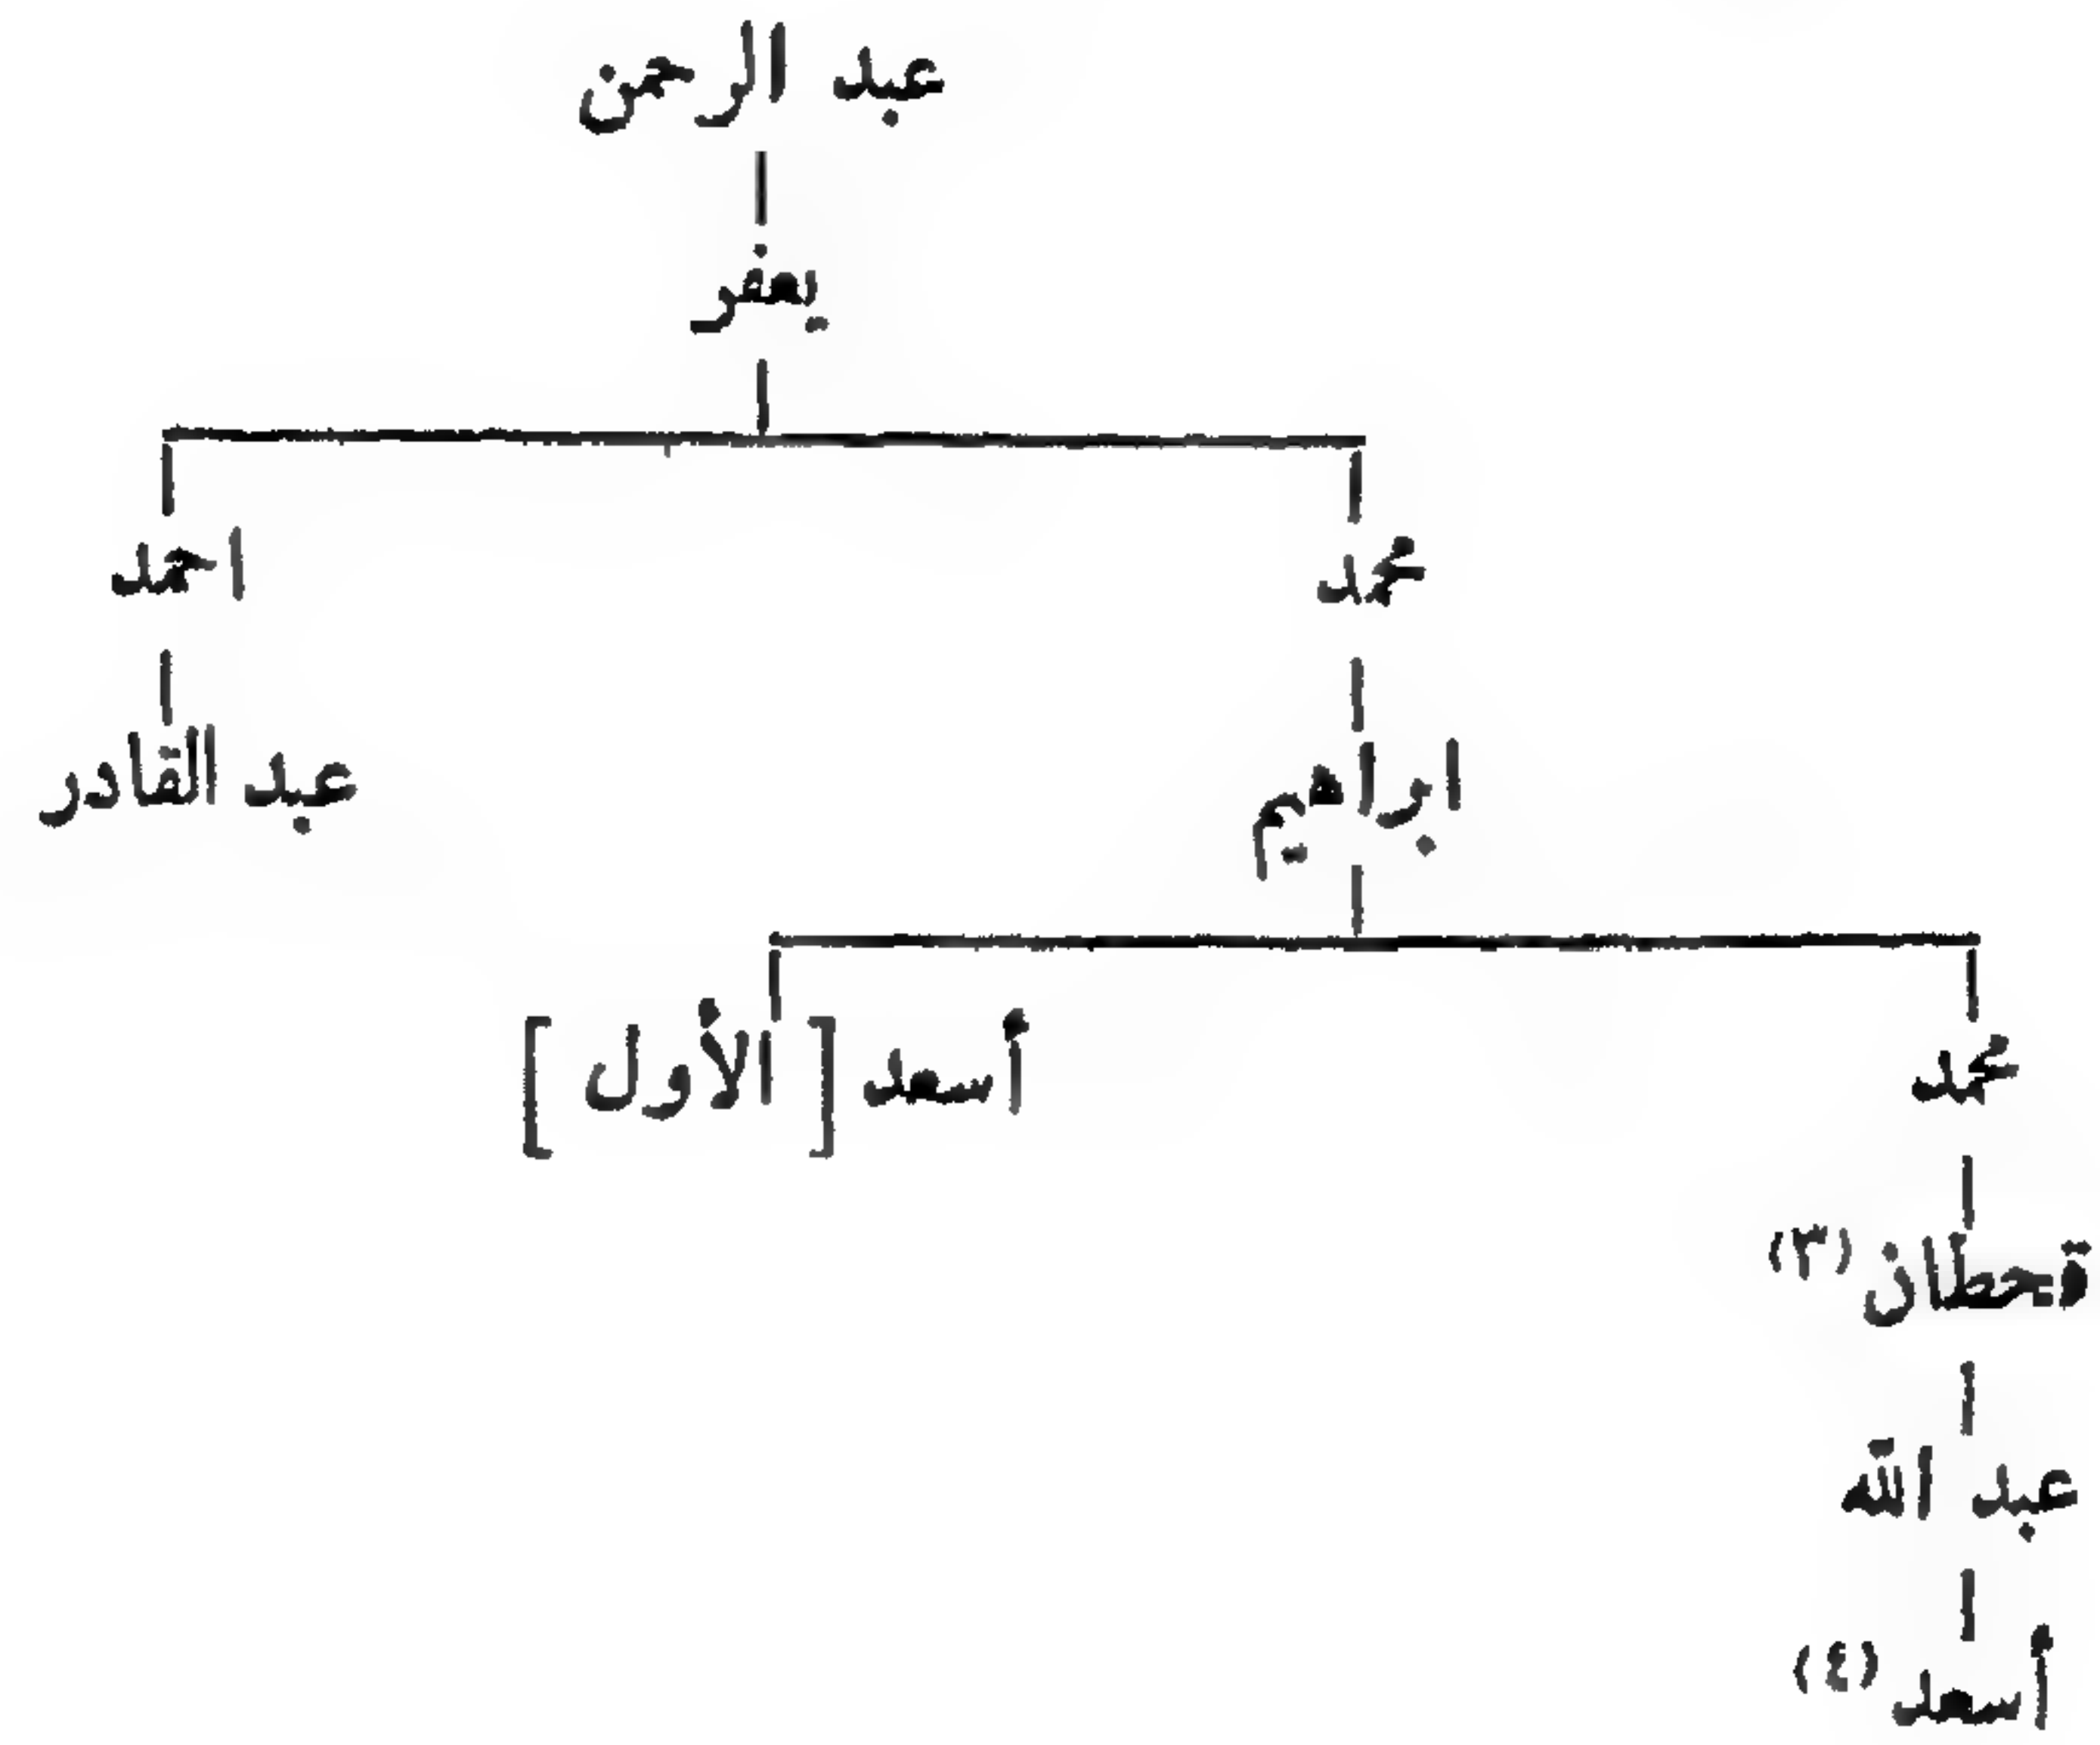 عبد الرحمن
يعفر
محمد
احمد
ابراهيم
عبد القادر
محمد
أسعد [ الأول ]
قحطان (٣)
عبد الله
أسعد (٤)